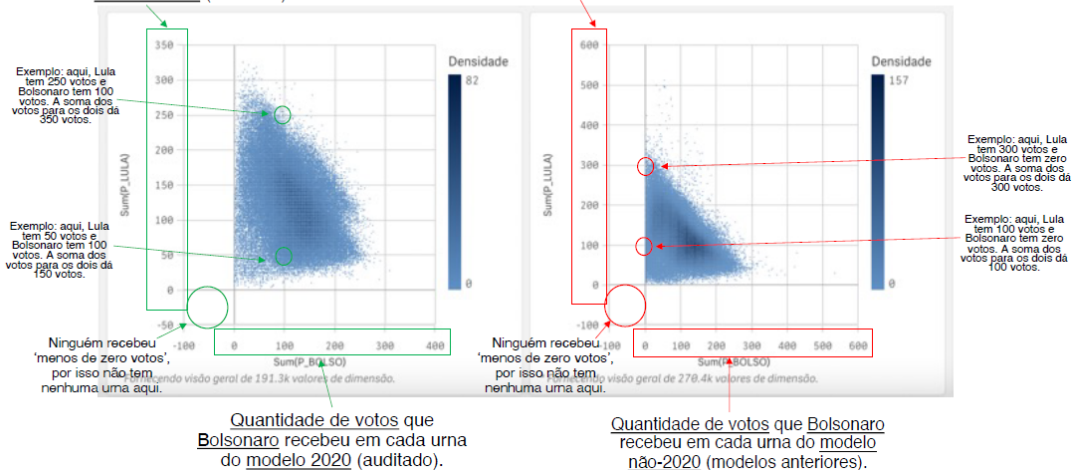 Densidade
82
0
350
300
250
200
150
100
50
0
-50
-100
0
100
200
300
400
Sum(P_LULA)
Sum(P_BOLSO)
Fornecendo visão geral de 191.3k valores de dimensão.
Exemplo: aqui, Lula
tem 250 votos e
Bolsonaro tem 100
votos. A soma dos
votos para os dois dá
350 votos.
Exemplo: aqui, Lula
tem 50 votos e
Bolsonaro tem 100
votos. A soma dos
votos para os dois dá
150 votos.
Ninguém recebeu
‘menos de zero votos’,
por isso não tem
nenhuma urna aqui.
Quantidade de votos que
Bolsonaro recebeu em cada urna
do modelo 2020 (auditado).
Densidade
157
0
600
500
400
300
200
100
0
-100
-100
0
100
200
300
400
500
600
Sum(P_LULA)
Sum(P_BOLSO)
Fornecendo visão geral de 270.4k valores de dimensão.
Exemplo: aqui, Lula
tem 300 votos e
Bolsonaro tem zero
votos. A soma dos
votos para os dois dá
300 votos.
Exemplo: aqui, Lula
tem 100 votos e
Bolsonaro tem zero
votos. A soma dos
votos para os dois dá
100 votos.
Ninguém recebeu
‘menos de zero votos’,
por isso não tem
nenhuma urna aqui.
Quantidade de votos que Bolsonaro
recebeu em cada urna do modelo
não-2020 (modelos anteriores).